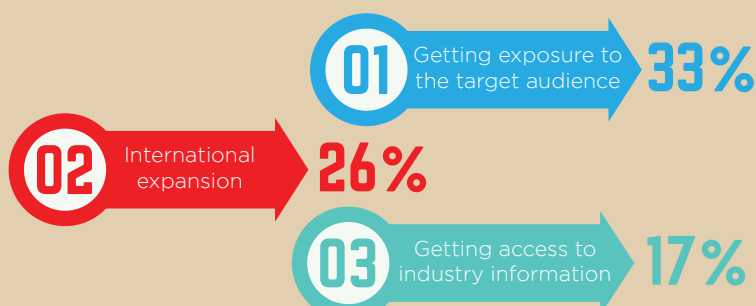 01
Getting exposure to
the target audience
33%
02
International
expansion
26%
03
Getting access to
industry information
17%